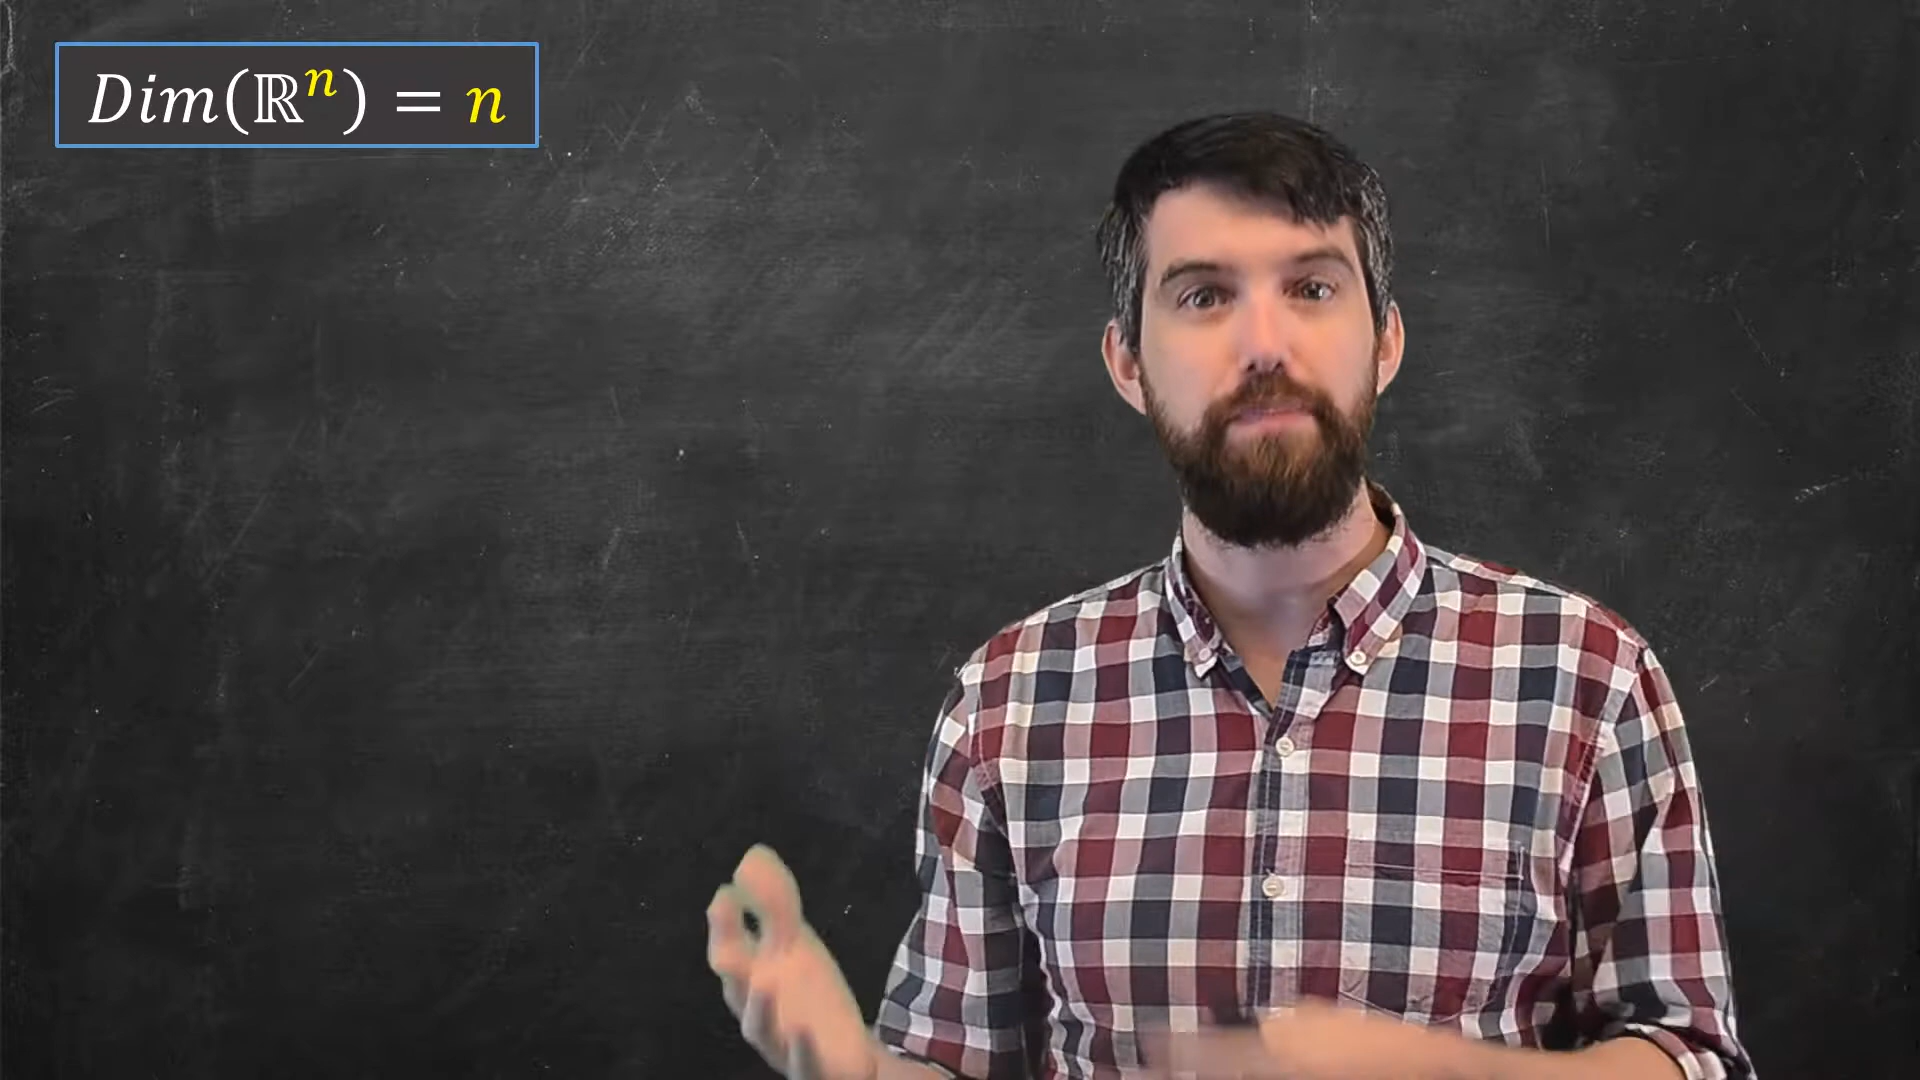 Dim(ℝⁿ) = n